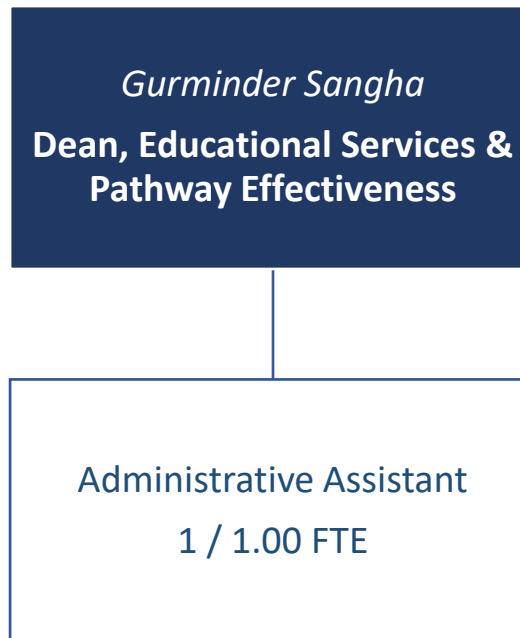 Gurminder Sangha
Dean, Educational Services &
Pathway Effectiveness
Administrative Assistant
1 / 1.00 FTE